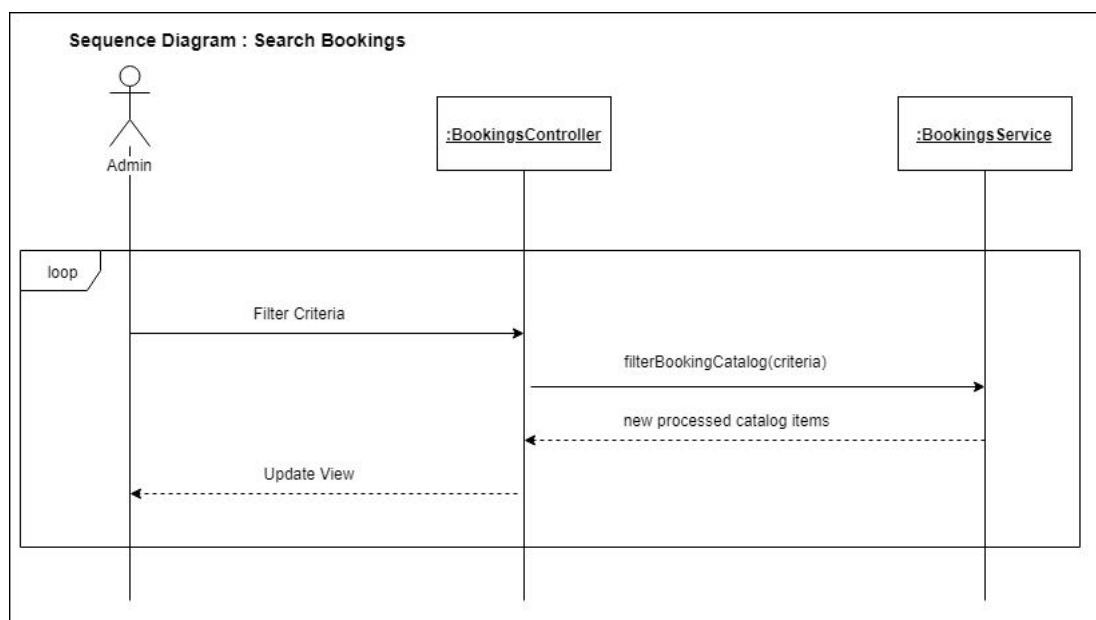 Sequence Diagram : Search Bookings
Admin
:BookingsController
:BookingsService
loop
Filter Criteria
filterBookingCatalog(criteria)
new processed catalog items
Update View